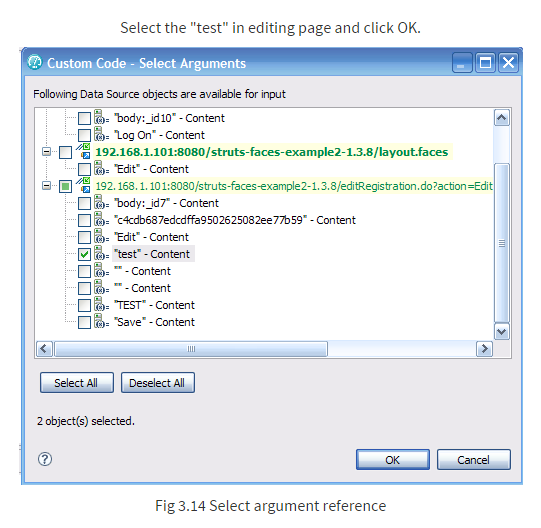 Select the "test" in editing page and click OK.
Custom Code - Select Arguments
Following Data Source objects are available for input
"body:_id10" - Content
"Log On" - Content
192.168.1.101:8080/struts-faces-example2-1.3.8/layout.faces
"Edit" - Content
192.168.1.101:8080/struts-faces-example2-1.3.8/editRegistration.do?action=Edit
"body:_id7" - Content
"c4cdb687edcdffa9502625082ee77b59" - Content
"Edit" - Content
"test" - Content
"" - Content
"" - Content
"TEST" - Content
"Save" - Content
Select All Deselect All
2 object(s) selected.
? OK Cancel
Fig 3.14 Select argument reference